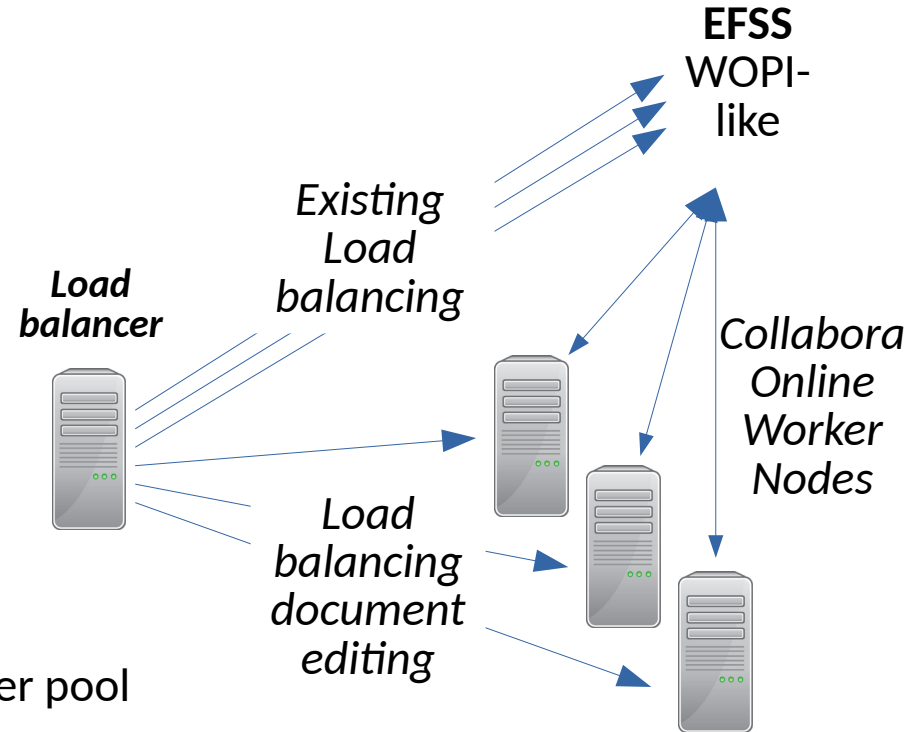 EFSS
WOPI-
like
Existing
Load
balancing
Load
balancer
Collabora
Online
Worker
Nodes
Load
balancing
document
editing
er pool